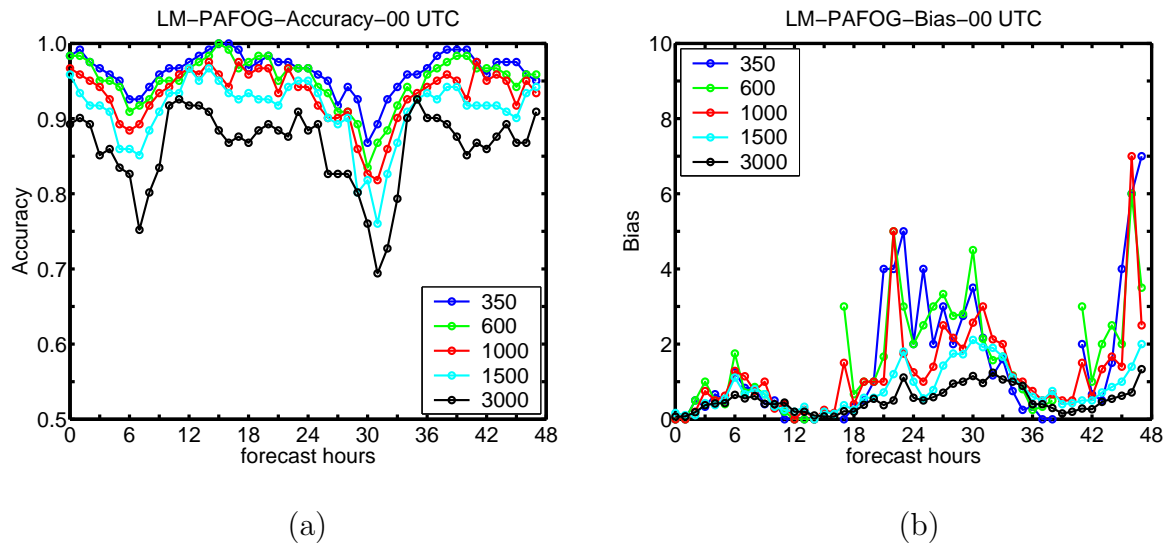 LM−PAFOG−Accuracy−00 UTC
1.0
0.9
0.8
0.7
0.6
0.5
Accuracy
350
600
1000
1500
3000
0 6 12 18 24 30 36 42 48
forecast hours
(a)
LM−PAFOG−Bias−00 UTC
10
8
6
4
2
0
Bias
350
600
1000
1500
3000
0 6 12 18 24 30 36 42 48
forecast hours
(b)